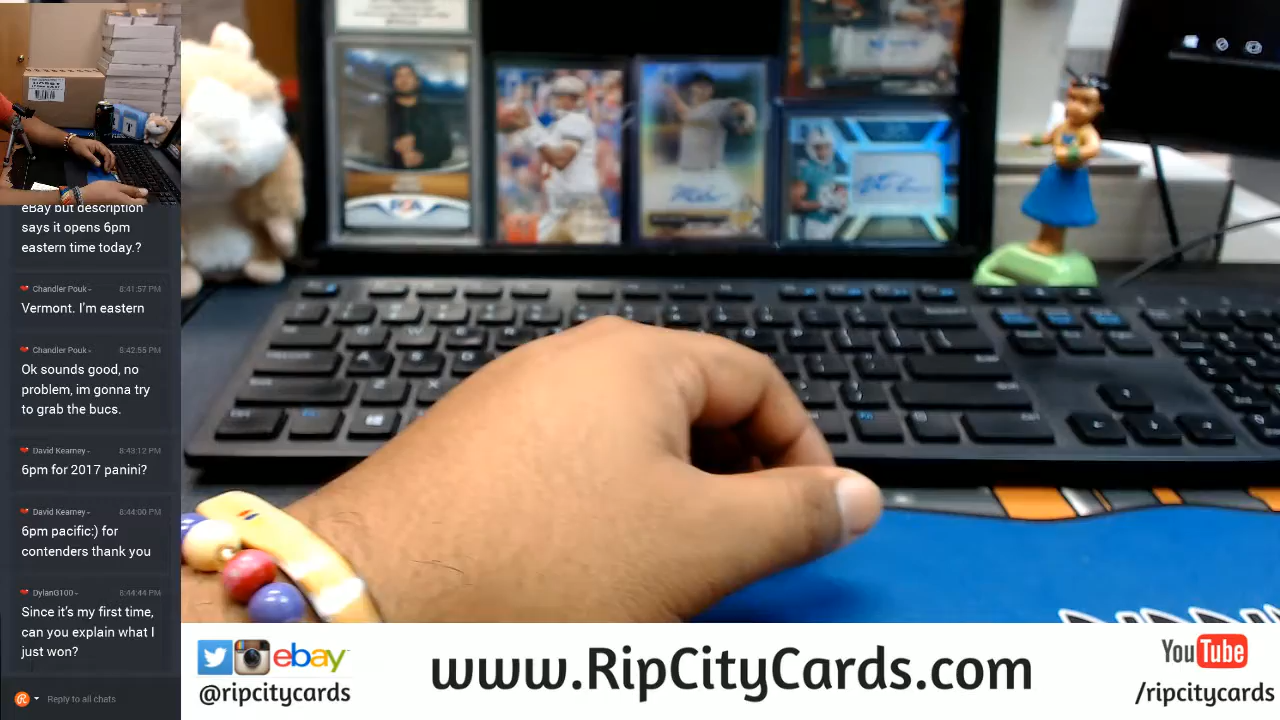 eBay but description
says it opens 6pm
eastern time today.?
Chandler Pouk
8:41:57 PM
Vermont. I'm eastern
Chandler Pouk
8:42:55 PM
Ok sounds good, no
problem, im gonna try
to grab the bucs.
David Kearney
8:43:12 PM
6pm for 2017 panini?
David Kearney
8:44:00 PM
6pm pacific:) for
contenders thank you
DylanG100
8:44:44 PM
Since it's my first time,
can you explain what I
just won?
Reply to all chats
ebay
@ripcitycards
www.RipCityCards.com
YouTube
/ripcitycards